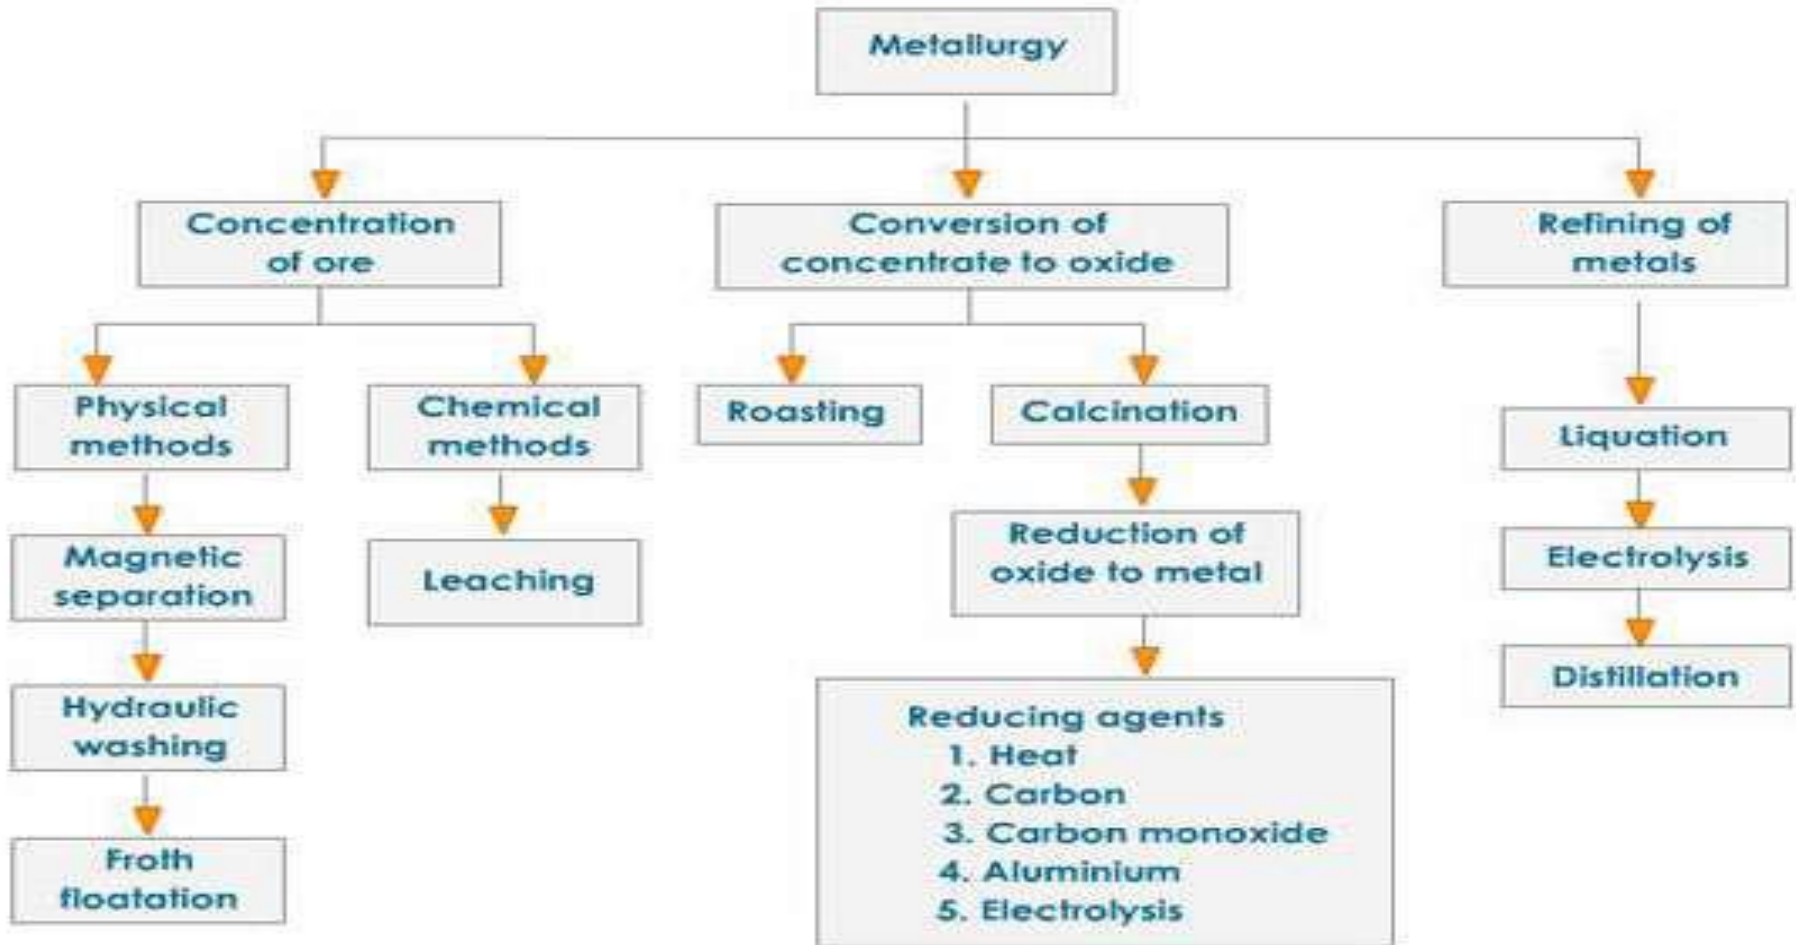 Metallurgy
Concentration
of ore
Conversion of
concentrate to oxide
Refining of
metals
Physical
methods
Chemical
methods
Roasting
Calcination
Liquation
Magnetic
separation
Leaching
Reduction of
oxide to metal
Electrolysis
Hydraulic
washing
Distillation
Reducing agents
1. Heat
2. Carbon
3. Carbon monoxide
4. Aluminium
5. Electrolysis
Froth
floatation